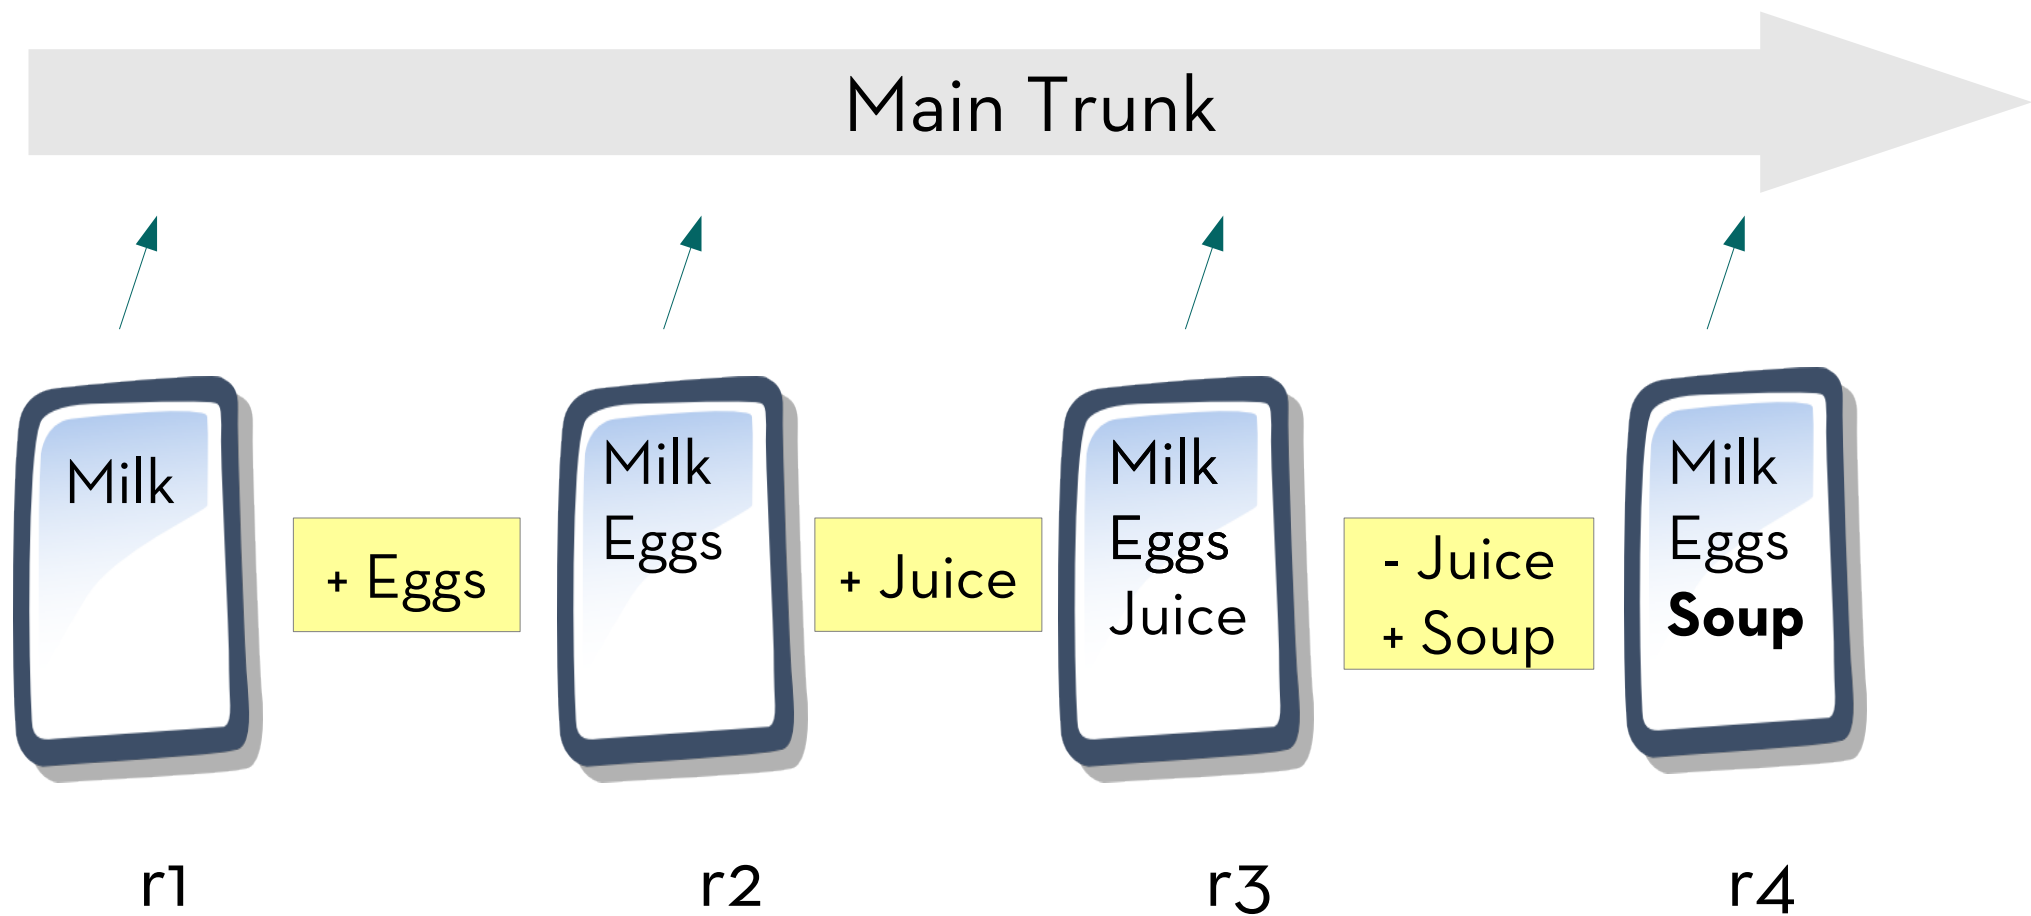 Main Trunk
Milk
+ Eggs
Milk
Eggs
+ Juice
Milk
Eggs
Juice
- Juice
+ Soup
Milk
Eggs
Soup
r1
r2
r3
r4